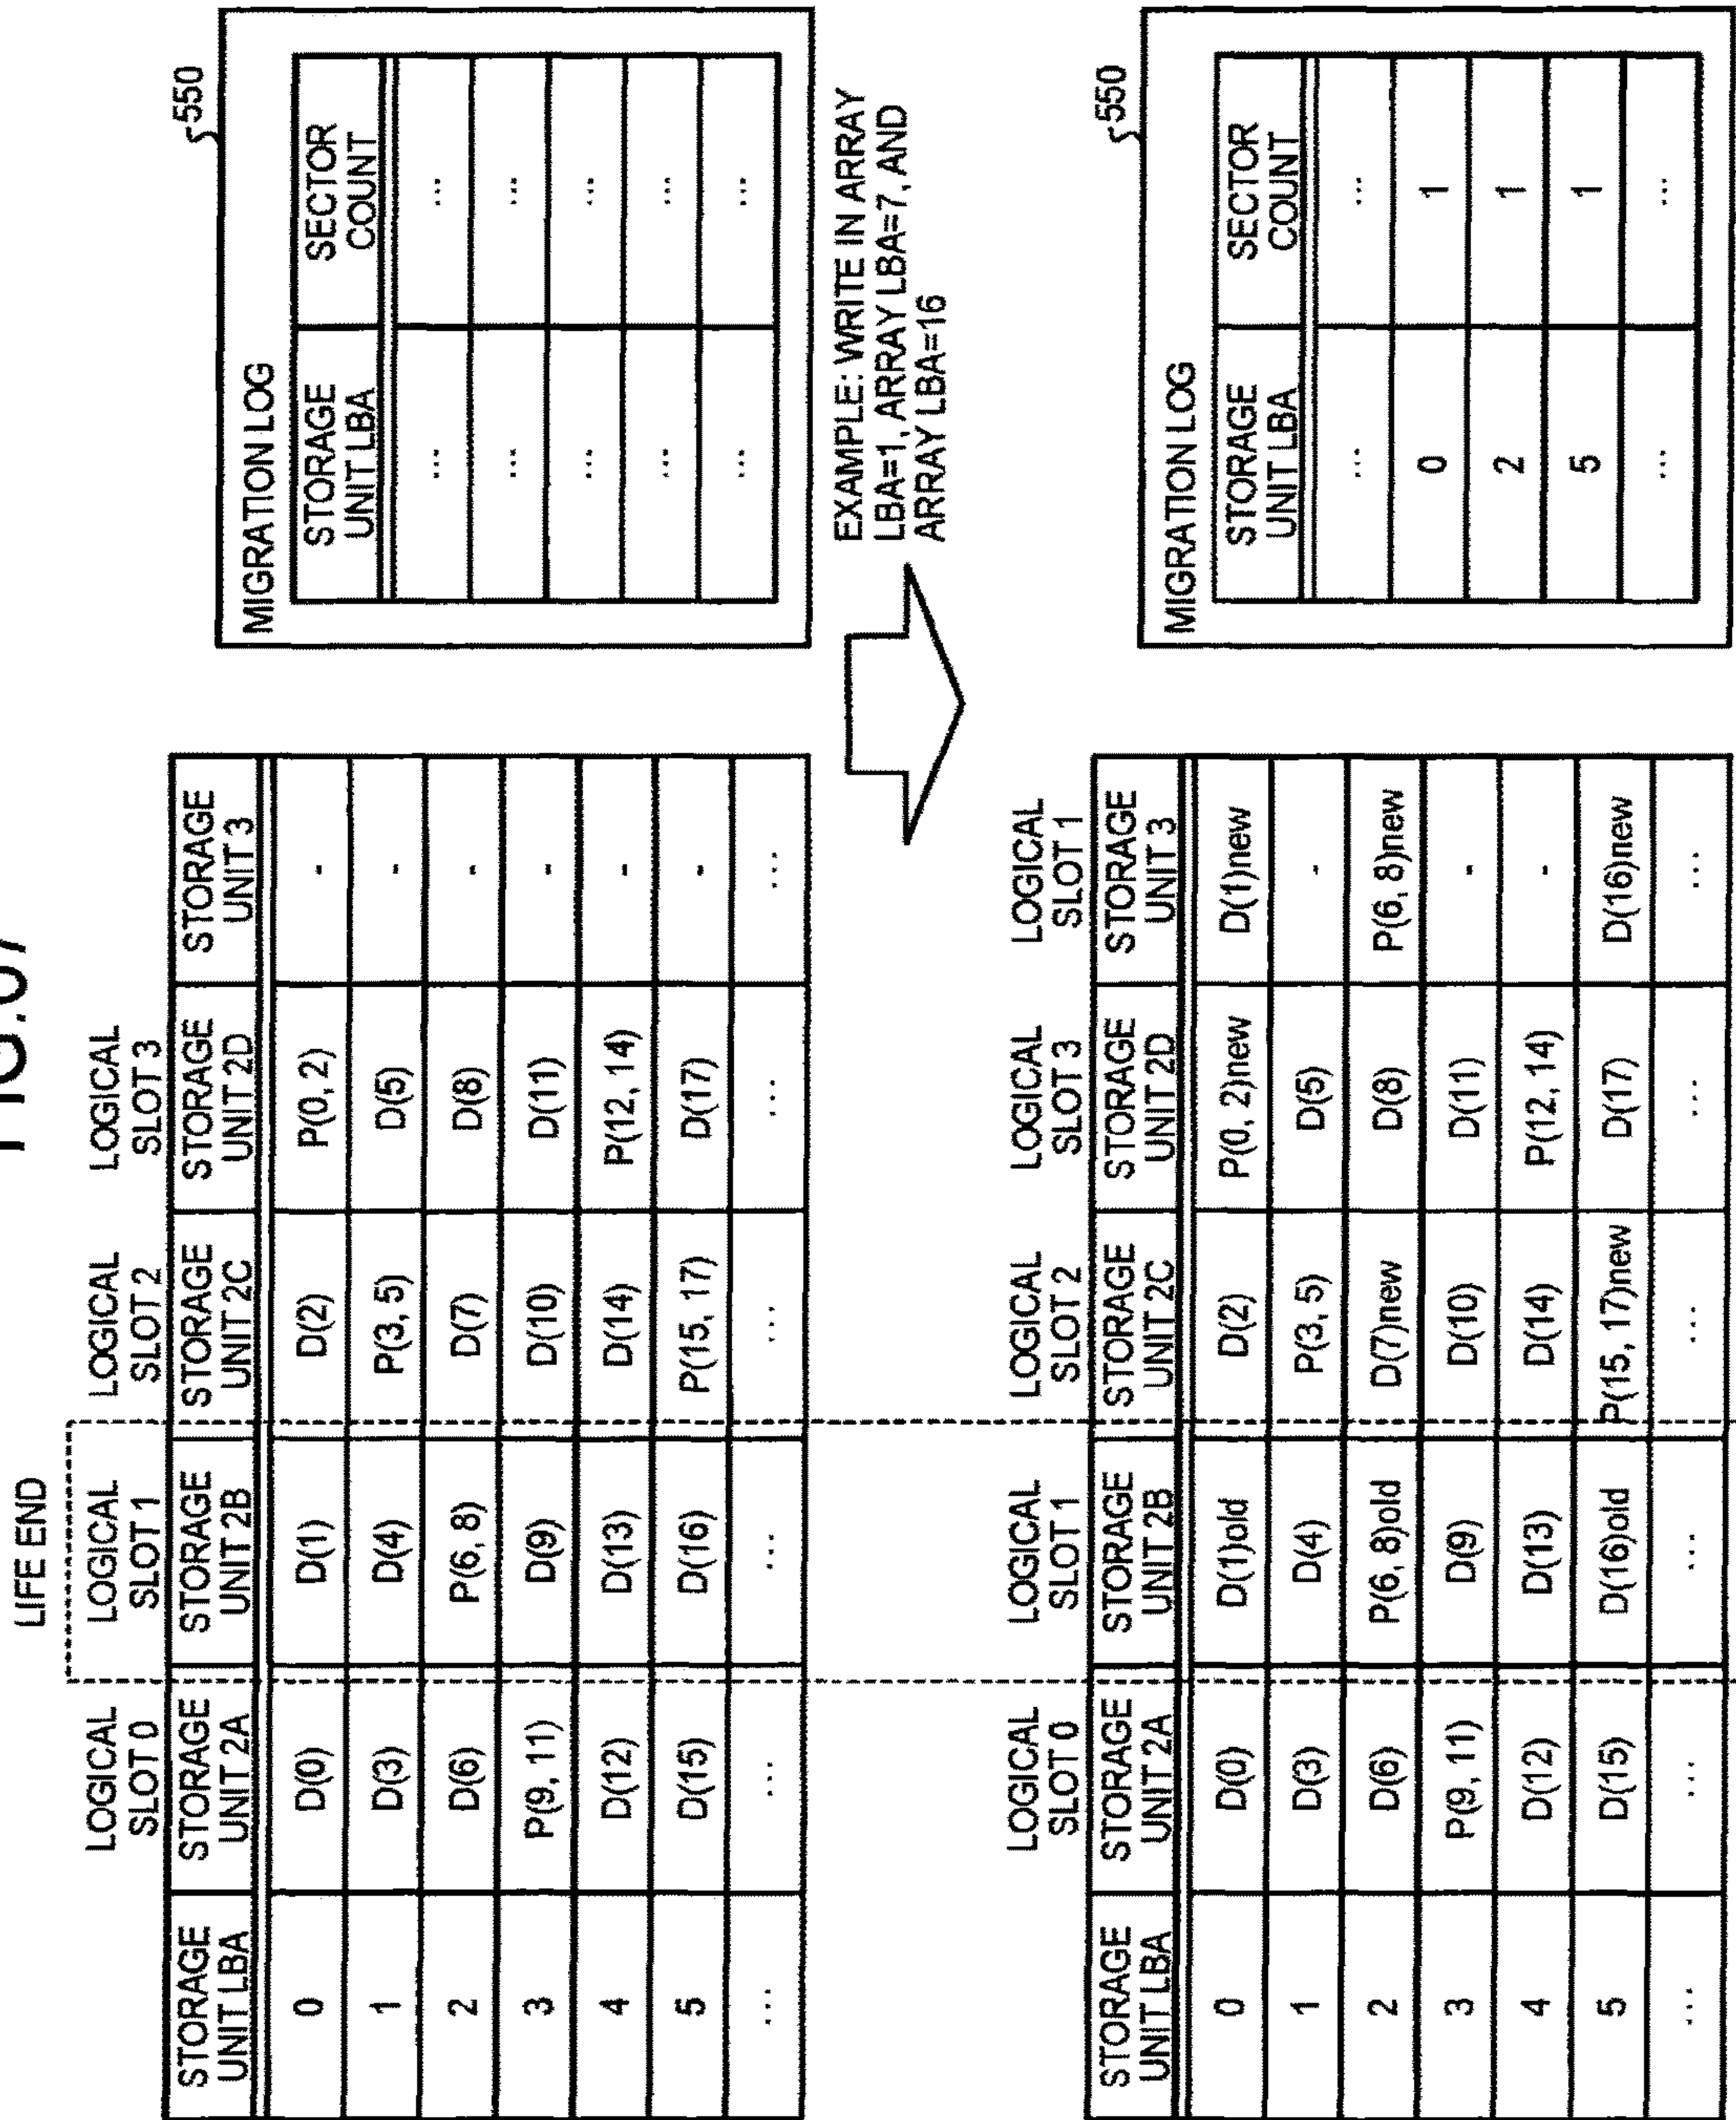 FIG.
LIFE END
LOGICAL SLOT 0
LOGICAL SLOT 1
LOGICAL SLOT 2
LOGICAL SLOT 3
STORAGE UNIT LBA | STORAGE UNIT 2A | STORAGE UNIT 2B | STORAGE UNIT 2C | STORAGE UNIT 2D | STORAGE UNIT 3
0 | D(0) | D(1) | D(2) | P(0, 2) | -
1 | D(3) | D(4) | P(3, 5) | D(5) | -
2 | D(6) | P(6, 8) | D(7) | D(8) | -
3 | P(9, 11) | D(9) | D(10) | D(11) | -
4 | D(12) | D(13) | D(14) | P(12, 14) | -
5 | D(15) | D(16) | P(15, 17) | D(17) | -
... | ... | ... | ... | ... | ...
550
MIGRATION LOG
STORAGE UNIT LBA | SECTOR COUNT
... | ...
... | ...
... | ...
... | ...
... | ...
EXAMPLE: WRITE IN ARRAY
LBA=1, ARRAY LBA=7, AND
ARRAY LBA=16
LOGICAL SLOT 0
LOGICAL SLOT 1
LOGICAL SLOT 2
LOGICAL SLOT 3
LOGICAL SLOT 1
STORAGE UNIT LBA | STORAGE UNIT 2A | STORAGE UNIT 2B | STORAGE UNIT 2C | STORAGE UNIT 2D | STORAGE UNIT 3
0 | D(0) | D(1)old | D(2) | P(0, 2)new | D(1)new
1 | D(3) | D(4) | P(3, 5) | D(5) | -
2 | D(6) | P(6, 8)old | D(7)new | D(8) | P(6, 8)new
3 | P(9, 11) | D(9) | D(10) | D(11) | -
4 | D(12) | D(13) | D(14) | P(12, 14) | -
5 | D(15) | D(16)old | P(15, 17)new | D(17) | D(16)new
... | ... | ... | ... | ... | ...
550
MIGRATION LOG
STORAGE UNIT LBA | SECTOR COUNT
... | ...
0 | 1
2 | 1
5 | 1
... | ...